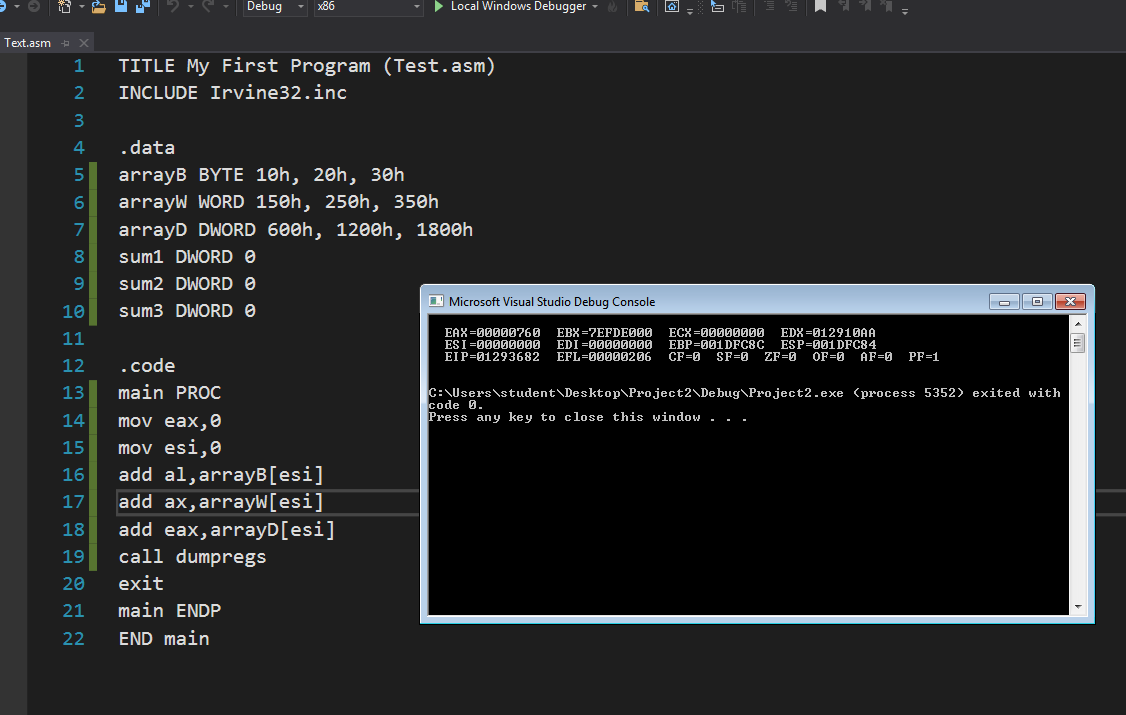 Debug x86 Local Windows Debugger
Text.asm
1 TITLE My First Program (Test.asm)
2 INCLUDE Irvine32.inc
3
4 .data
5 arrayB BYTE 10h, 20h, 30h
6 arrayW WORD 150h, 250h, 350h
7 arrayD DWORD 600h, 1200h, 1800h
8 sum1 DWORD 0
9 sum2 DWORD 0
10 sum3 DWORD 0
11
12 .code
13 main PROC
14 mov eax,0
15 mov esi,0
16 add al,arrayB[esi]
17 add ax,arrayW[esi]
18 add eax,arrayD[esi]
19 call dumpregs
20 exit
21 main ENDP
22 END main
Microsoft Visual Studio Debug Console
EAX=00000760 EBX=7EFDE000 ECX=00000000 EDX=012910AA
ESI=00000000 EDI=00000000 EBP=001DFC8C ESP=001DFC84
EIP=01293682 EFL=00000206 CF=0 SF=0 ZF=0 OF=0 AF=0 PF=1
C:\Users\student\Desktop\Project2\Debug\Project2.exe (process 5352) exited with
code 0.
Press any key to close this window . . .